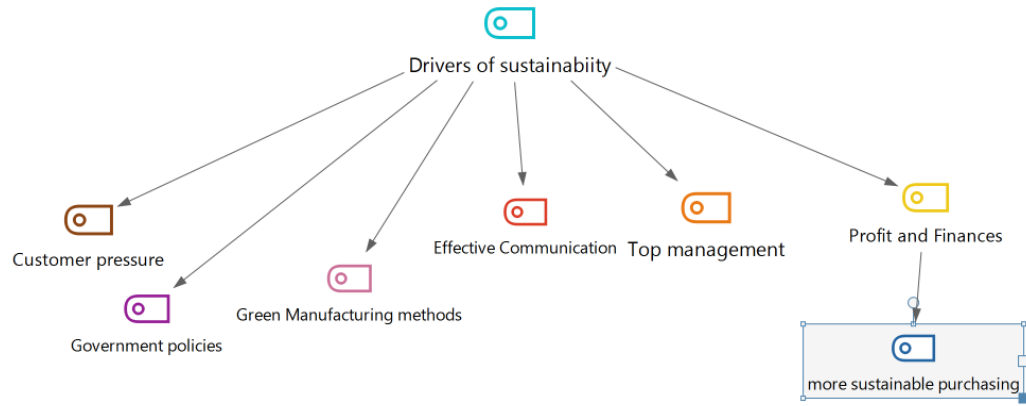 Drivers of sustainabiity
Customer pressure
Government policies
Green Manufacturing methods
Effective Communication
Top management
Profit and Finances
more sustainable purchasing